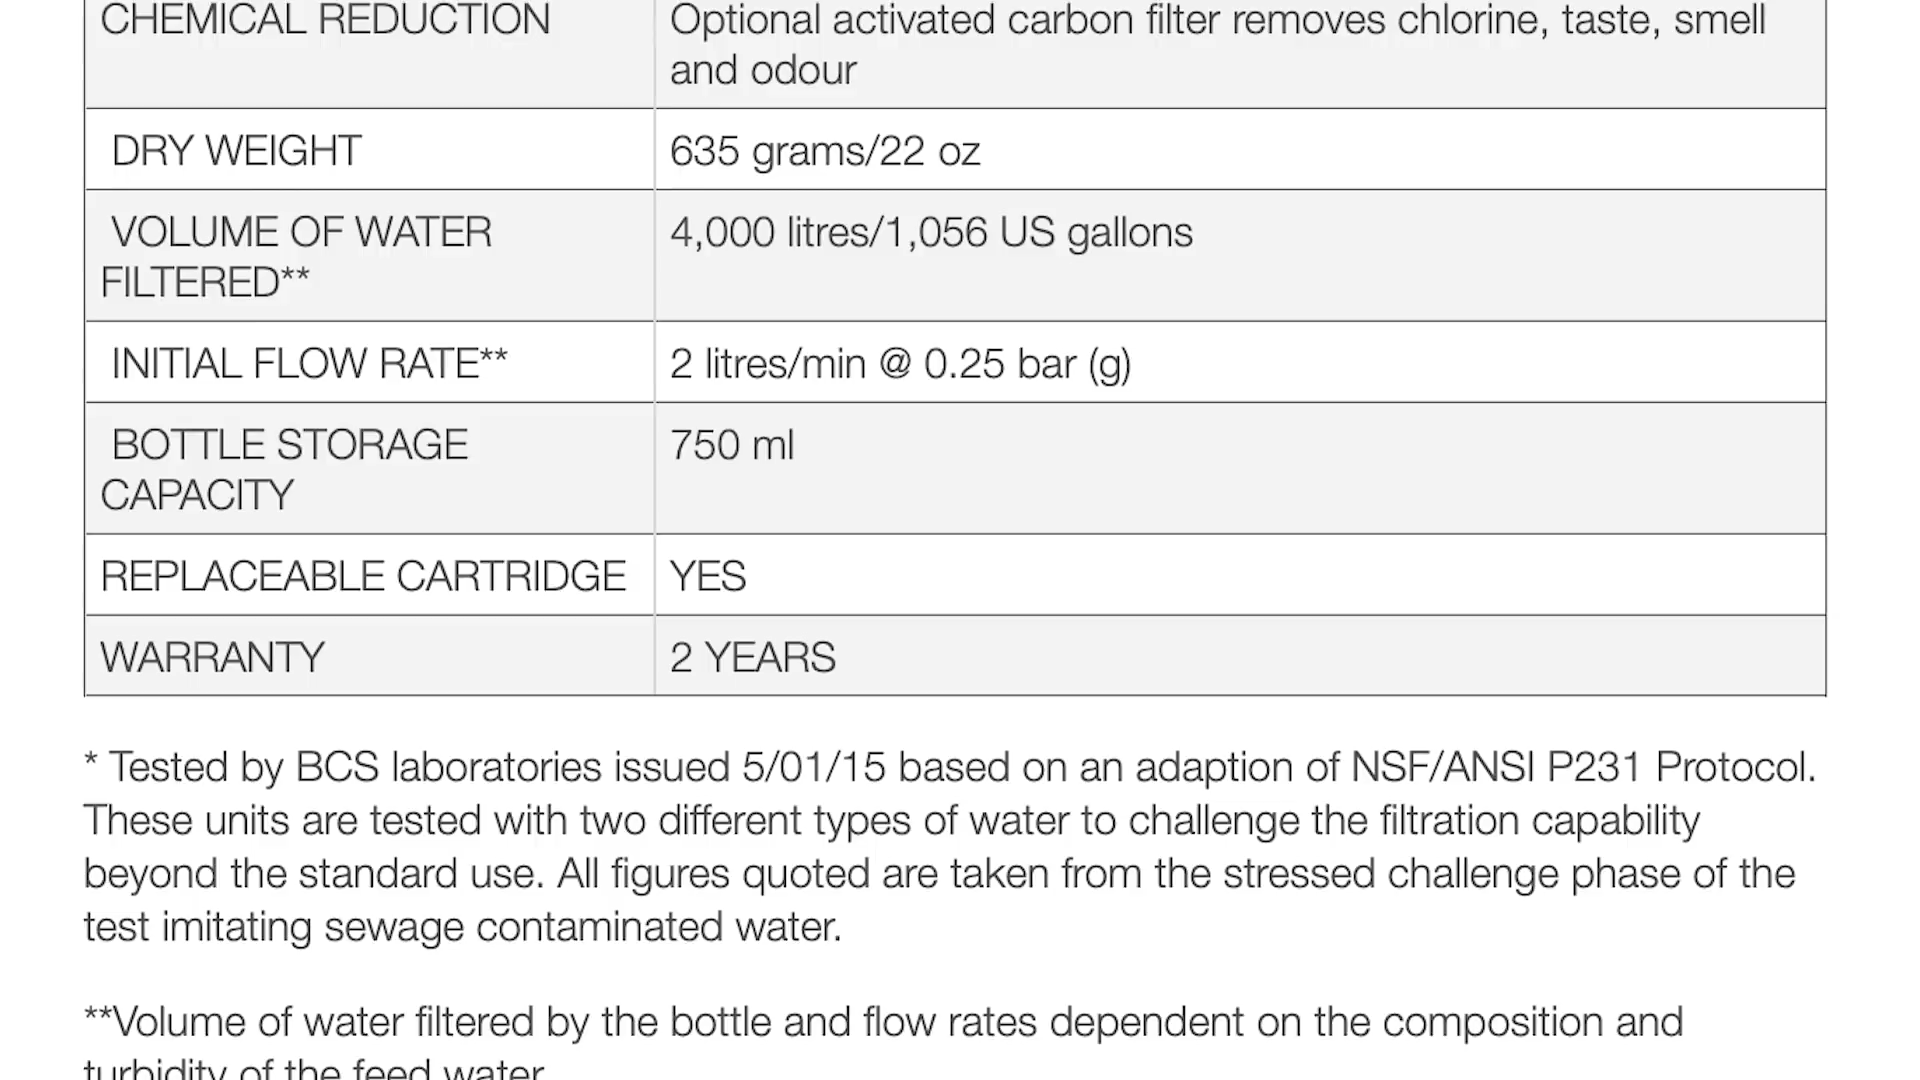 CHEMICAL REDUCTION
Optional activated carbon filter removes chlorine, taste, smell
and odour
DRY WEIGHT
635 grams/22 oz
VOLUME OF WATER
FILTERED**
4,000 litres/1,056 US gallons
INITIAL FLOW RATE**
2 litres/min @ 0.25 bar (g)
BOTTLE STORAGE
CAPACITY
750 ml
REPLACEABLE CARTRIDGE
YES
WARRANTY
2 YEARS
* Tested by BCS laboratories issued 5/01/15 based on an adaption of NSF/ANSI P231 Protocol.
These units are tested with two different types of water to challenge the filtration capability
beyond the standard use. All figures quoted are taken from the stressed challenge phase of the
test imitating sewage contaminated water.
**Volume of water filtered by the bottle and flow rates dependent on the composition and
turbidity of the feed water